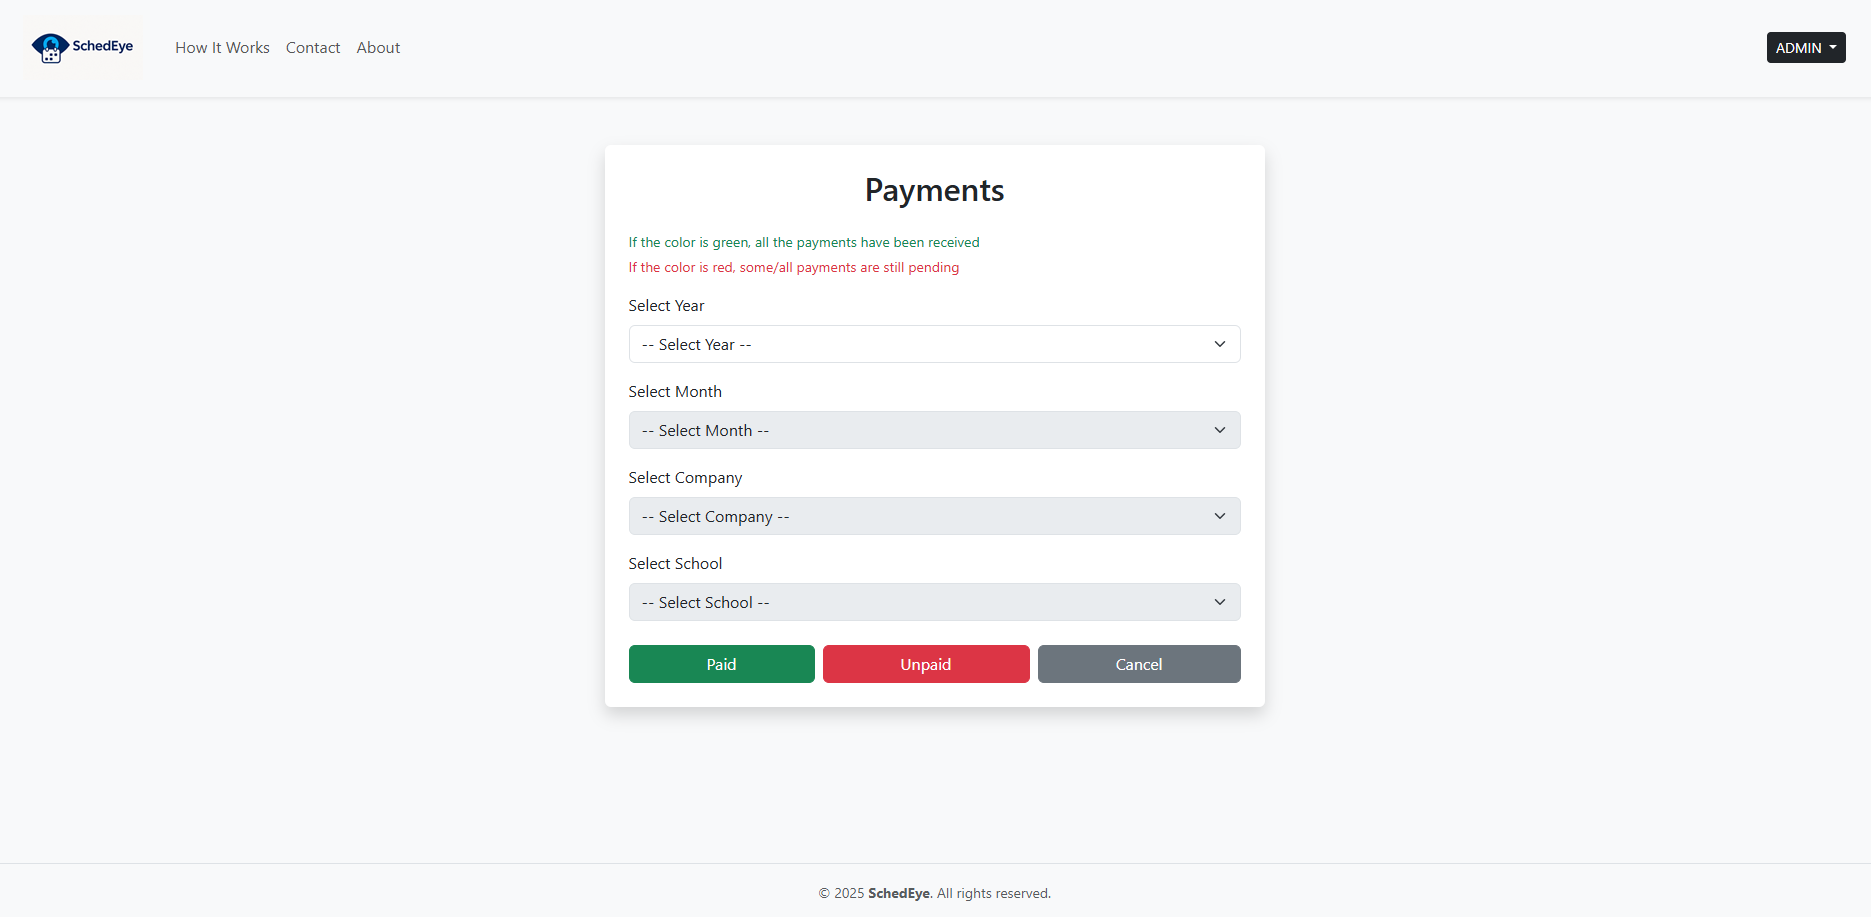 SchedEye How It Works Contact About ADMIN
Payments
If the color is green, all the payments have been received
If the color is red, some/all payments are still pending
Select Year
-- Select Year --
Select Month
-- Select Month --
Select Company
-- Select Company --
Select School
-- Select School --
Paid Unpaid Cancel
© 2025 SchedEye. All rights reserved.